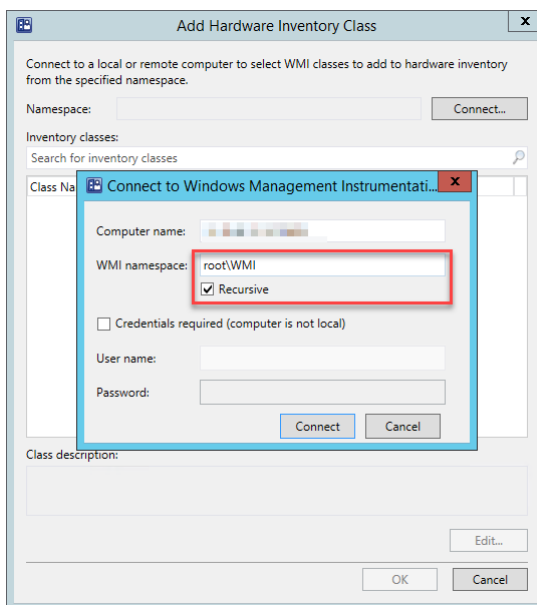 Add Hardware Inventory Class
x
Connect to a local or remote computer to select WMI classes to add to hardware inventory
from the specified namespace.
Namespace:
Connect...
Inventory classes:
Search for inventory classes
Class Na
Connect to Windows Management Instrumentati...
x
Computer name:
WMI namespace: root\WMI
Recursive
Credentials required (computer is not local)
User name:
Password:
Connect Cancel
Class description:
Edit...
OK Cancel